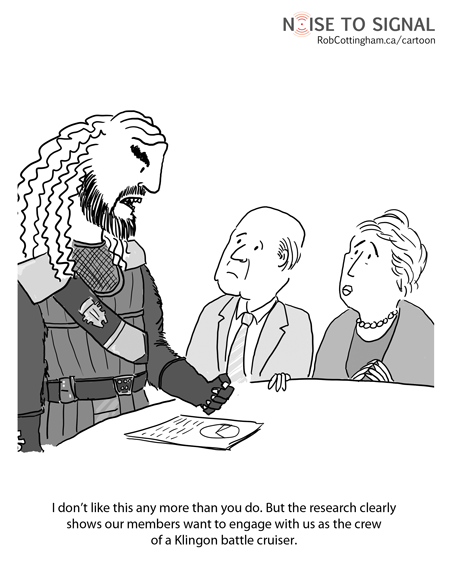 NOISE TO SIGNAL
RobCottingham.ca/cartoon
I don't like this any more than you do. But the research clearly
shows our members want to engage with us as the crew
of a Klingon battle cruiser.